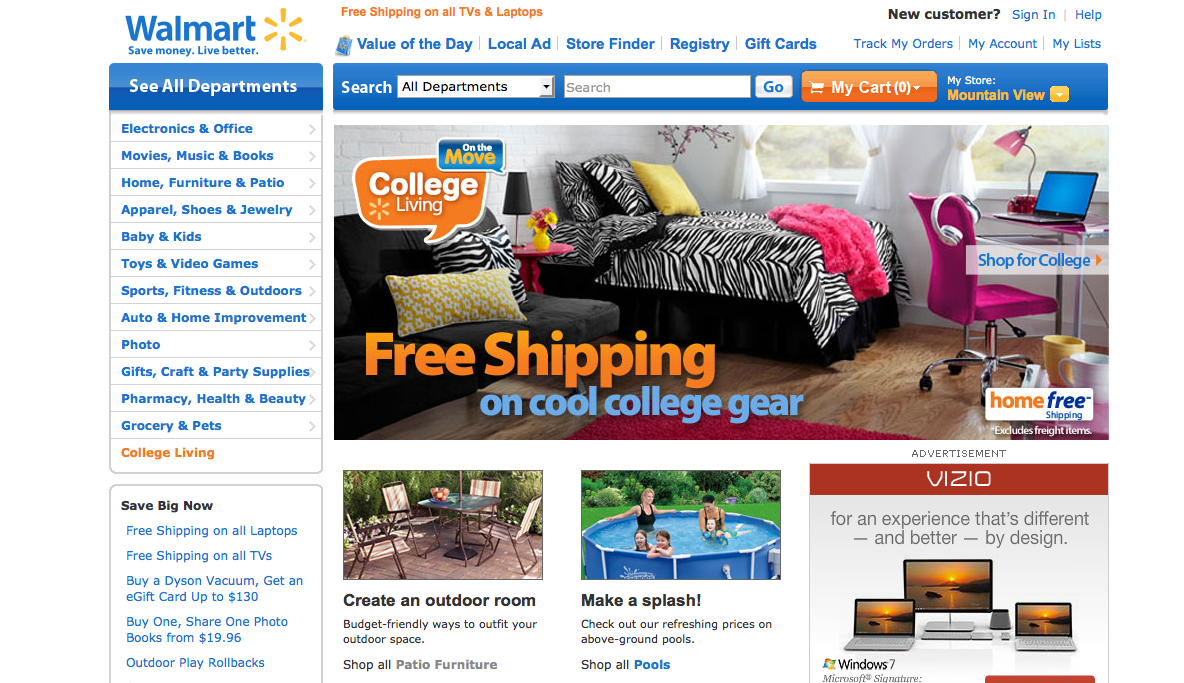 Walmart
Save money. Live better.
Free Shipping on all TVs & Laptops
New customer? Sign In | Help
Value of the Day
Local Ad
Store Finder
Registry
Gift Cards
Track My Orders
My Account
My Lists
See All Departments
Search
All Departments
Search
Go
My Cart (0)
My Store:
Mountain View
Electronics & Office
Movies, Music & Books
Home, Furniture & Patio
Apparel, Shoes & Jewelry
Baby & Kids
Toys & Video Games
Sports, Fitness & Outdoors
Auto & Home Improvement
Photo
Gifts, Craft & Party Supplies
Pharmacy, Health & Beauty
Grocery & Pets
College Living
On the
Move
College
Living
Shop for College
Free Shipping
on cool college gear
home free
Shipping
*Excludes freight items.
Save Big Now
Free Shipping on all Laptops
Free Shipping on all TVs
Buy a Dyson Vacuum, Get an
eGift Card Up to $130
Buy One, Share One Photo
Books from $19.96
Outdoor Play Rollbacks
Create an outdoor room
Budget-friendly ways to outfit your
outdoor space.
Shop all Patio Furniture
Make a splash!
Check out our refreshing prices on
above-ground pools.
Shop all Pools
ADVERTISEMENT
VIZIO
for an experience that's different
— and better — by design.
Windows 7
Microsoft® Signature: